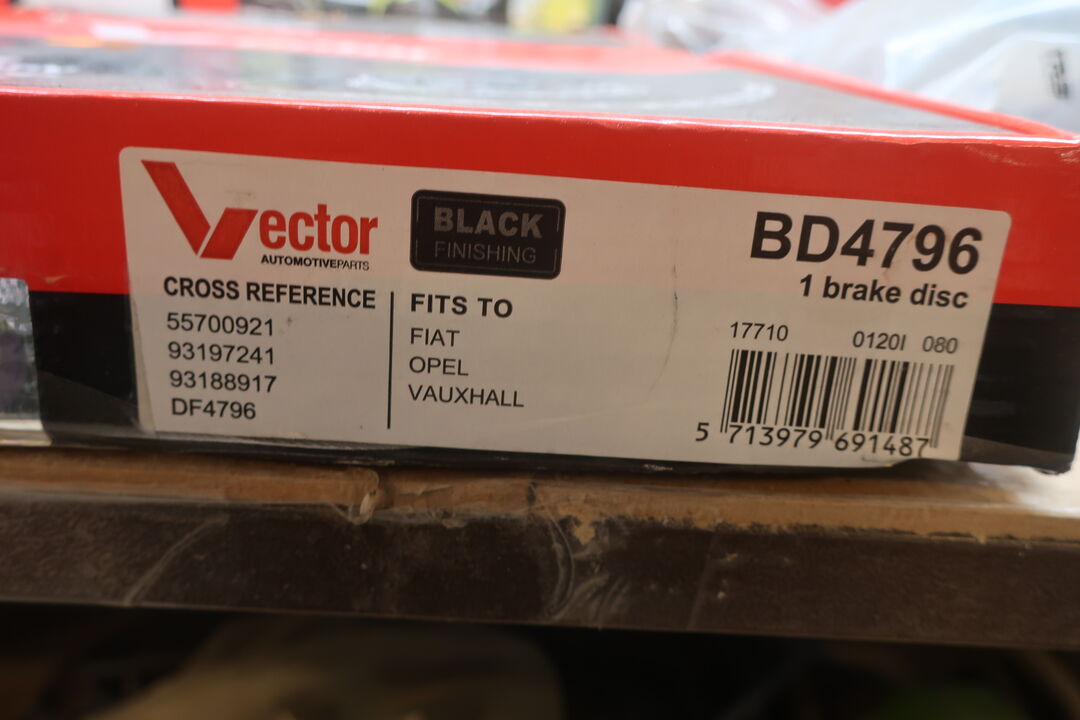 Vector
AUTOMOTIVEPARTS
BLACK
FINISHING
BD4796
1 brake disc
CROSS REFERENCE
55700921
93197241
93188917
DF4796
FITS TO
FIAT
OPEL
VAUXHALL
17710 0120I 080
5 713979 691487